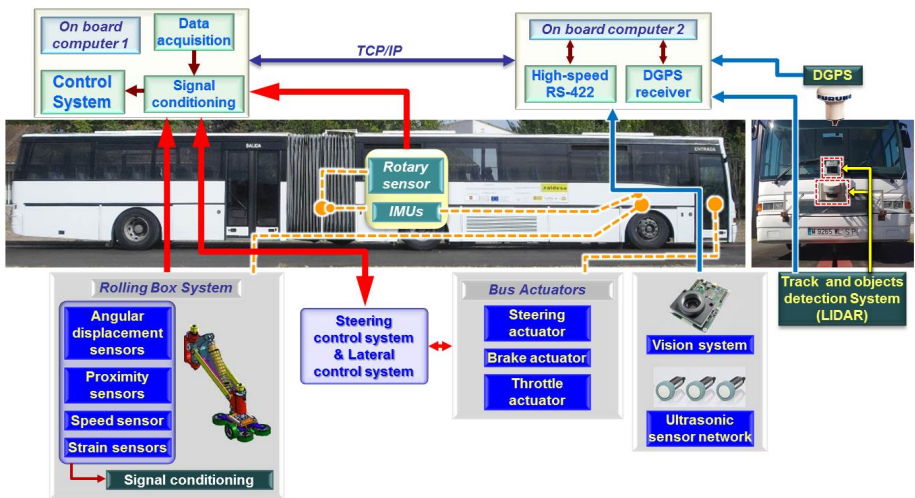 On board
computer 1
Data
acquisition
Control
System
Signal
conditioning
TCP/IP
On board computer 2
High-speed
RS-422
DGPS
receiver
DGPS
FURUNO
SALIDA
ENTRADA
Rotary
sensor
IMUs
Rolling Box System
Angular
displacement
sensors
Proximity
sensors
Speed sensor
Strain sensors
Signal conditioning
Steering
control system
& Lateral
control system
Bus Actuators
Steering
actuator
Brake actuator
Throttle
actuator
Vision system
Ultrasonic
sensor network
Track and objects
detection System
(LIDAR)